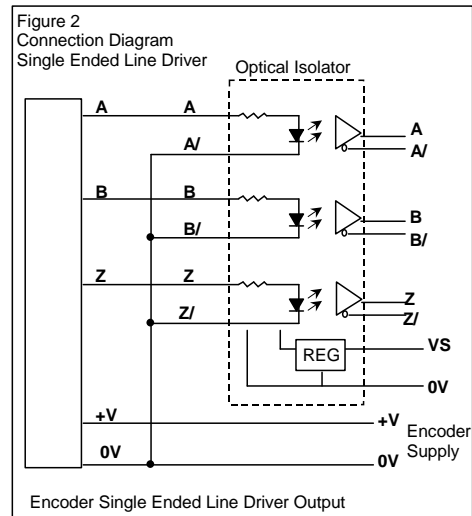 Figure 2
Connection Diagram
Single Ended Line Driver
Optical Isolator
A A A
A/ A/
B B B
B/ B/
Z Z Z
Z/ Z/
REG VS
0V
+V +V Encoder
0V 0V Supply
Encoder Single Ended Line Driver Output